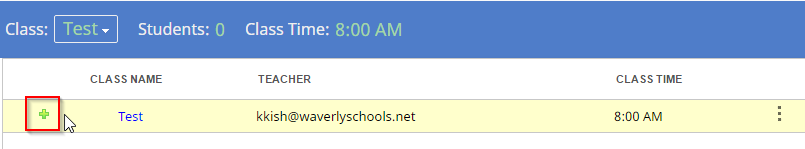 Class: Test Students: 0 Class Time: 8:00 AM
CLASS NAME TEACHER CLASS TIME
Test kkish@waverlyschools.net 8:00 AM